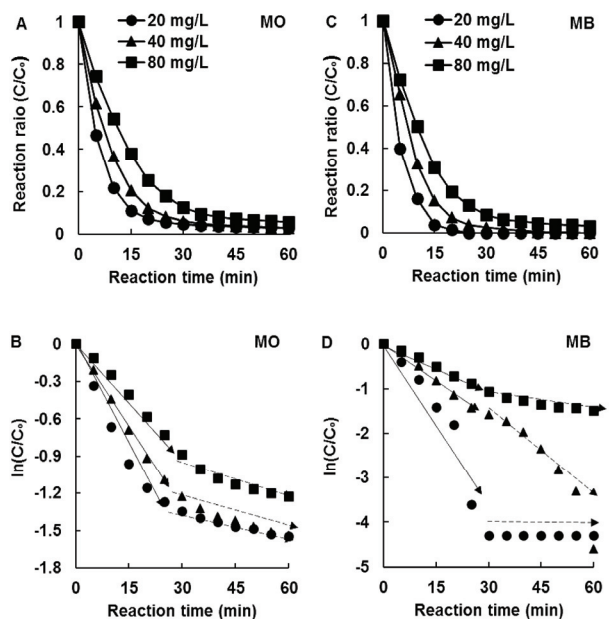 A
MO
20 mg/L
40 mg/L
80 mg/L
Reaction raio (C/C₀)
1
0.8
0.6
0.4
0.2
0
0 15 30 45 60
Reaction time (min)
C
MB
20 mg/L
40 mg/L
80 mg/L
Reaction ratio (C/C₀)
1
0.8
0.6
0.4
0.2
0
0 15 30 45 60
Reaction time (min)
B
MO
ln(C/C₀)
0
-0.3
-0.6
-0.9
-1.2
-1.5
-1.8
0 15 30 45 60
Reaction time (min)
D
MB
ln(C/C₀)
0
-1
-2
-3
-4
-5
0 15 30 45 60
Reaction time (min)